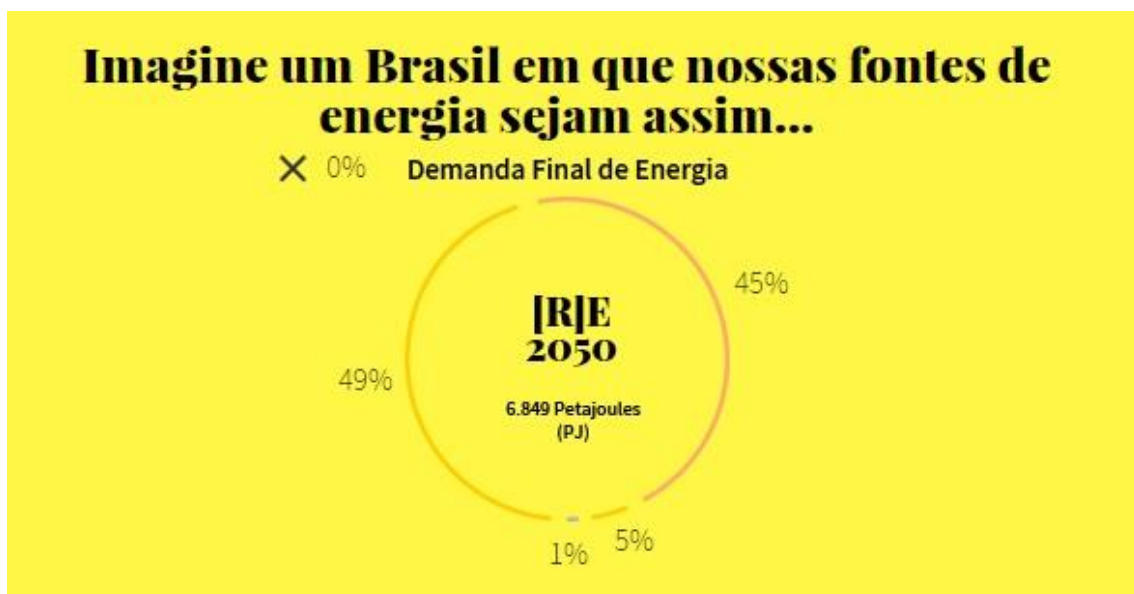 Imagine um Brasil em que nossas fontes de
energia sejam assim...
0% Demanda Final de Energia
45%
[R]E
2050
49%
6.849 Petajoules
(PJ)
5%
1%